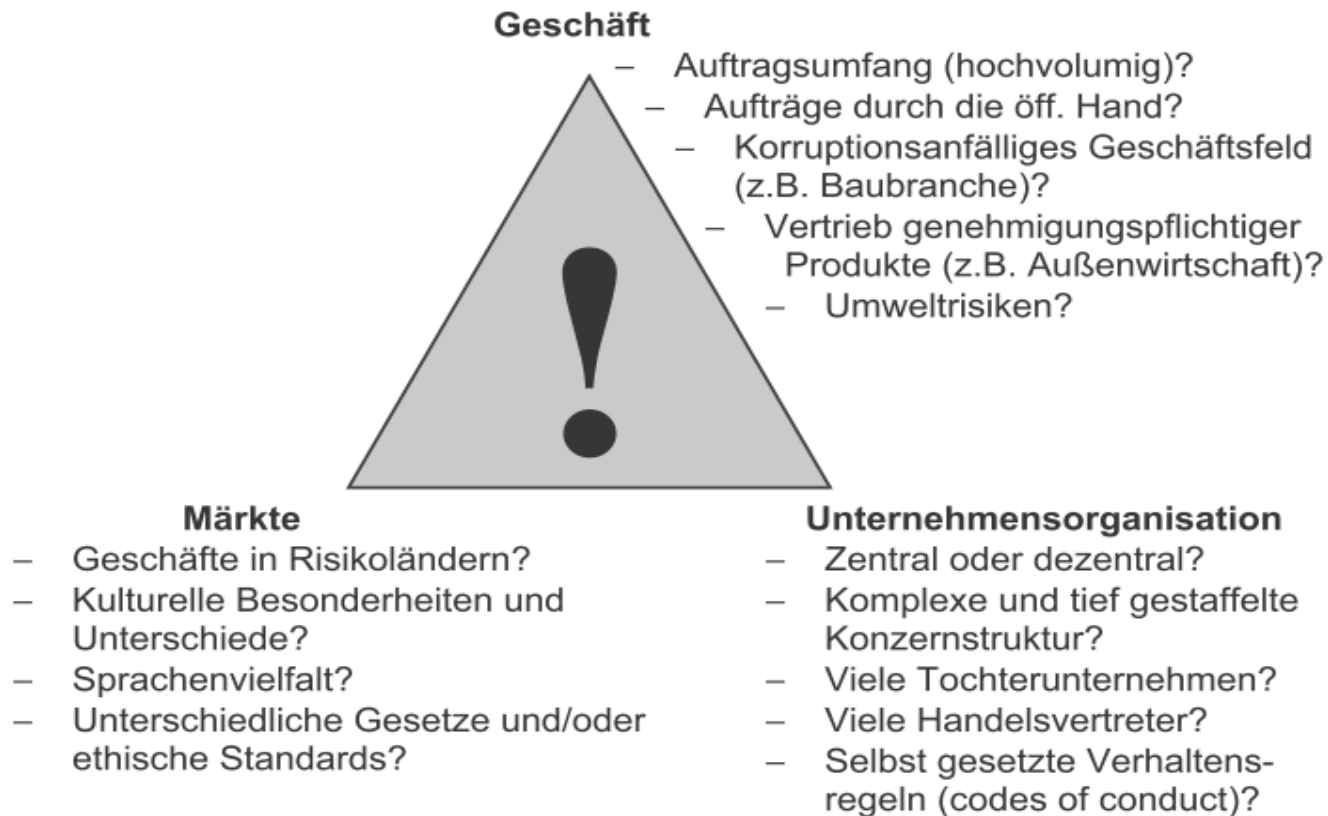 Geschäft
– Auftragsumfang (hochvolumig)?
– Aufträge durch die öff. Hand?
– Korruptionsanfälliges Geschäftsfeld
(z.B. Baubranche)?
– Vertrieb genehmigungspflichtiger
Produkte (z.B. Außenwirtschaft)?
– Umweltrisiken?
!
Märkte
– Geschäfte in Risikoländern?
– Kulturelle Besonderheiten und
Unterschiede?
– Sprachenvielfalt?
– Unterschiedliche Gesetze und/oder
ethische Standards?
Unternehmensorganisation
– Zentral oder dezentral?
– Komplexe und tief gestaffelte
Konzernstruktur?
– Viele Tochterunternehmen?
– Viele Handelsvertreter?
– Selbst gesetzte Verhaltens-
regeln (codes of conduct)?